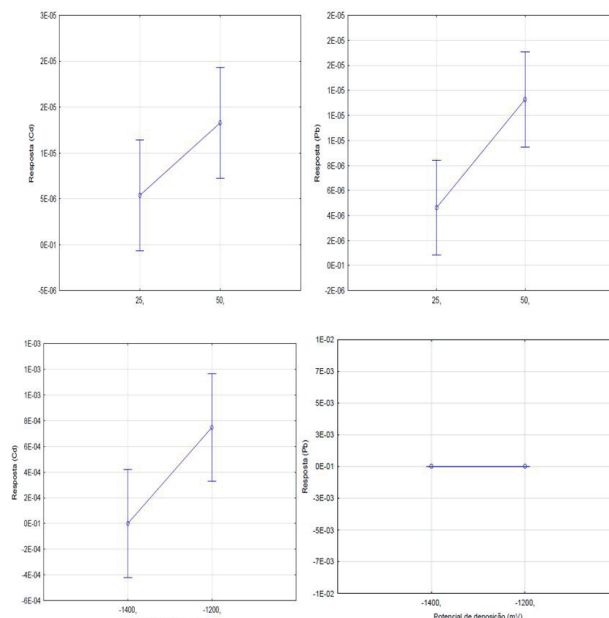 3E-05
2E-05
2E-05
1E-05
5E-06
0E-01
-5E-06
Resposta (Cd)
25,
50,
2E-05
2E-05
2E-05
1E-05
1E-05
1E-05
8E-06
6E-06
4E-06
2E-06
0E-01
-2E-06
Resposta (Pb)
25,
50,
1E-03
1E-03
1E-03
8E-04
6E-04
4E-04
2E-04
0E-01
-2E-04
-4E-04
-6E-04
Resposta (Cd)
-1400,
-1200,
1E-02
7E-03
5E-03
3E-03
0E-01
-3E-03
-5E-03
-7E-03
-1E-02
Resposta (Pb)
-1400,
-1200,
Potencial de deposição (mV)